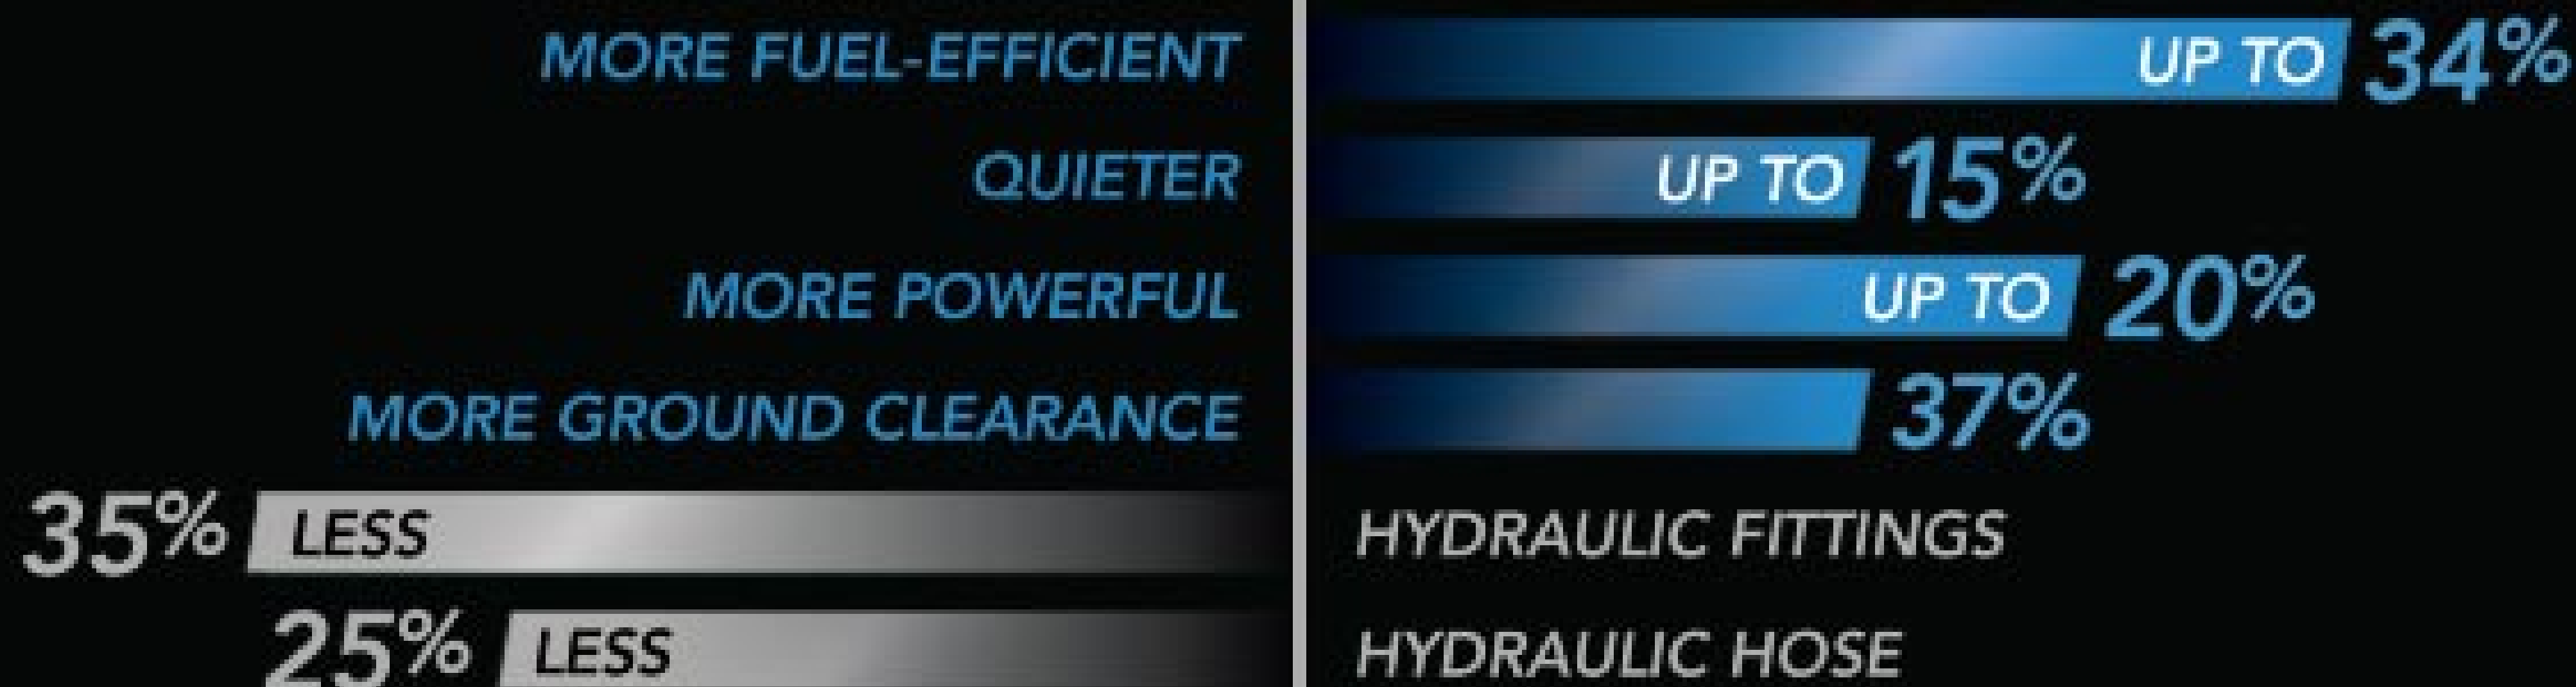 MORE FUEL-EFFICIENT UP TO 34%
QUIETER UP TO 15%
MORE POWERFUL UP TO 20%
MORE GROUND CLEARANCE 37%
35% LESS HYDRAULIC FITTINGS
25% LESS HYDRAULIC HOSE